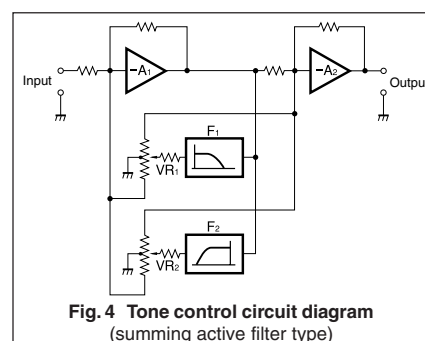 −A₁
−A₂
Input
Output
F₁
VR₁
F₂
VR₂
Fig. 4 Tone control circuit diagram
(summing active filter type)